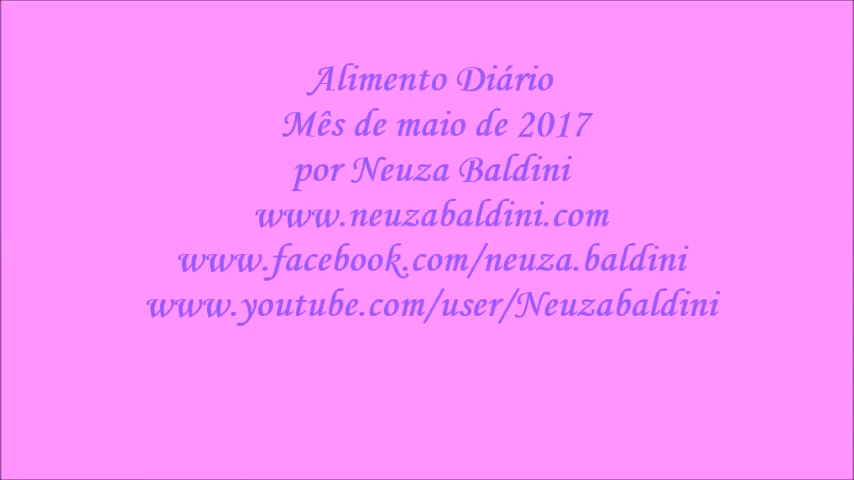 Alimento Diário
Mês de maio de 2017
por Neuza Baldini
www.neuzabaldini.com
www.facebook.com/neuza.baldini
www.youtube.com/user/Neuzabaldini